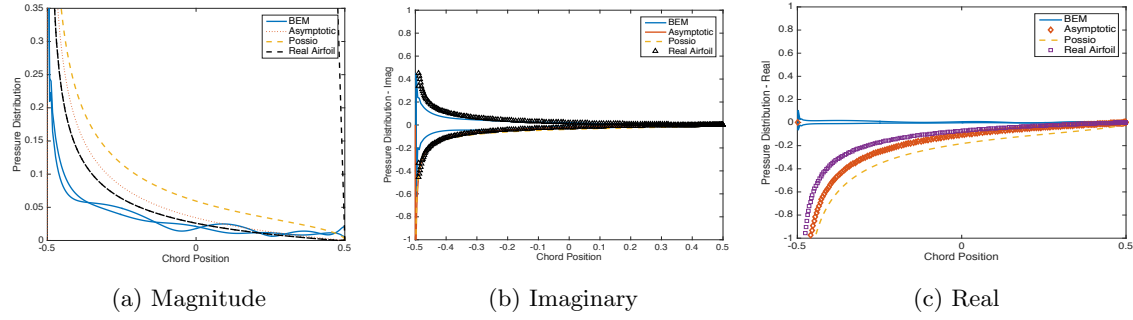 Pressure Distribution
0.35
0.3
0.25
0.2
0.15
0.1
0.05
0
-0.5
0
0.5
Chord Position
BEM
Asymptotic
Possio
Real Airfoil
(a) Magnitude
Pressure Distribution - Imag
1
0.8
0.6
0.4
0.2
0
-0.2
-0.4
-0.6
-0.8
-1
-0.5
-0.4
-0.3
-0.2
-0.1
0
0.1
0.2
0.3
0.4
0.5
Chord Position
BEM
Asymptotic
Possio
Real Airfoil
(b) Imaginary
Pressure Distribution - Real
1
0.8
0.6
0.4
0.2
0
-0.2
-0.4
-0.6
-0.8
-1
-0.5
0
0.5
Chord Position
BEM
Asymptotic
Possio
Real Airfoil
(c) Real